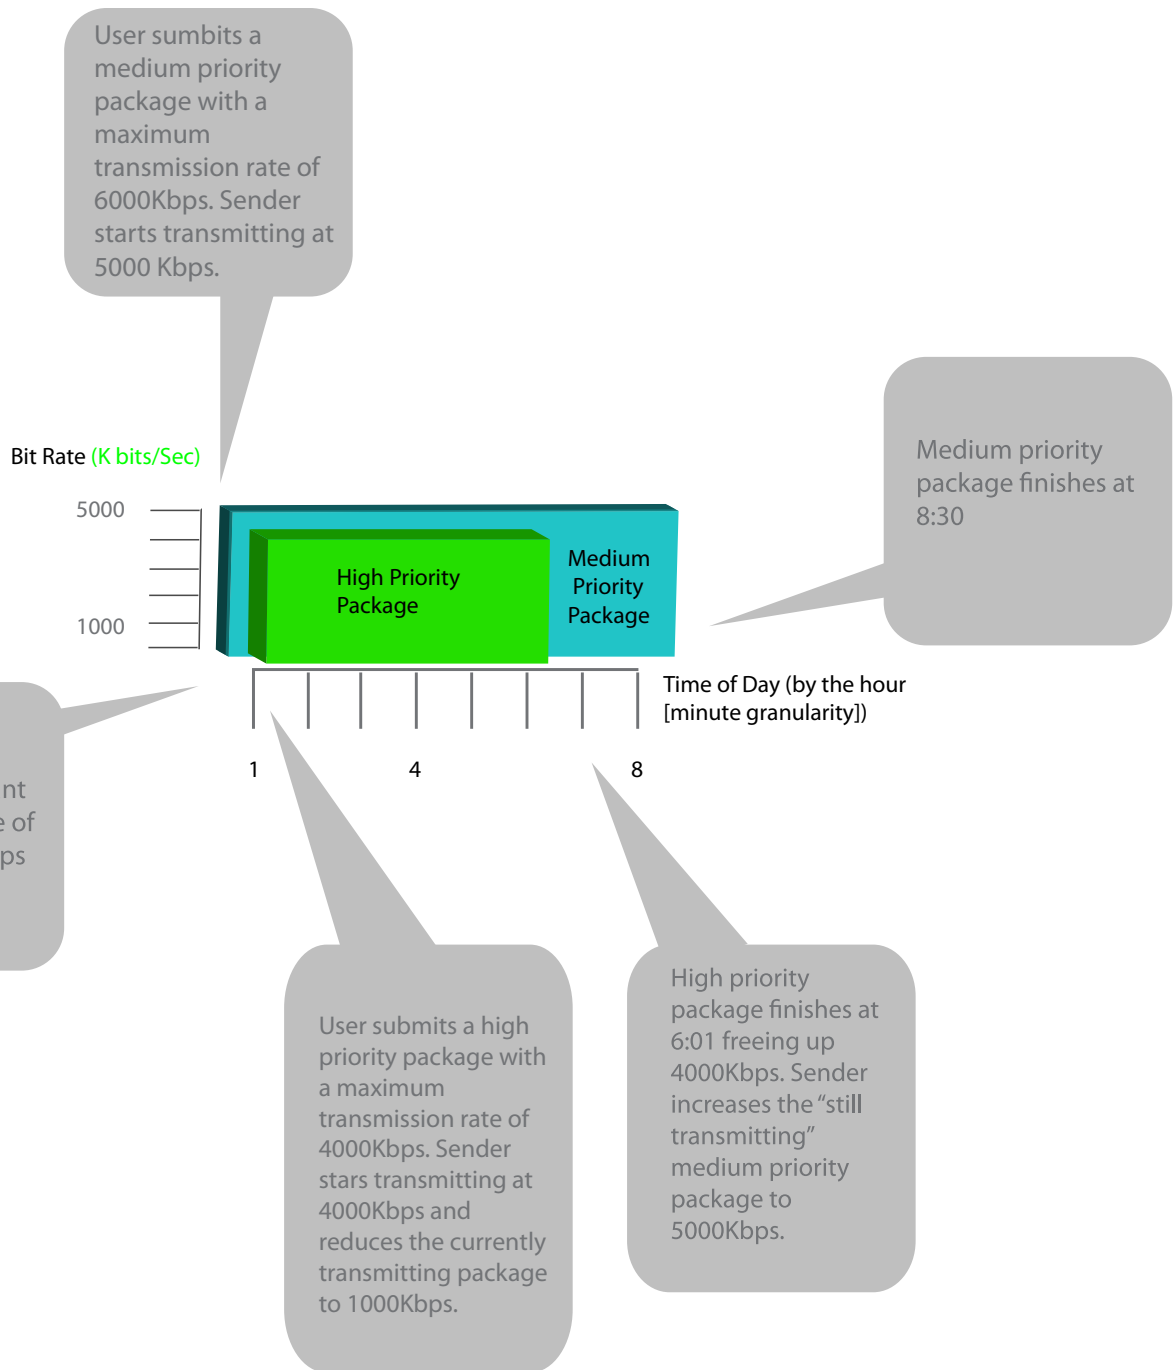 User sumbits a
medium priority
package with a
maximum
transmission rate of
6000Kbps. Sender
starts transmitting at
5000 Kbps.
Medium priority
package finishes at
8:30
Bit Rate (K bits/Sec)
5000
1000
High Priority
Package
Medium
Priority
Package
Time of Day (by the hour
[minute granularity])
1
4
8
of
User submits a high
priority package with
a maximum
transmission rate of
4000Kbps. Sender
stars transmitting at
4000Kbps and
reduces the currently
transmitting package
to 1000Kbps.
High priority
package finishes at
6:01 freeing up
4000Kbps. Sender
increases the “still
transmitting”
medium priority
package to
5000Kbps.